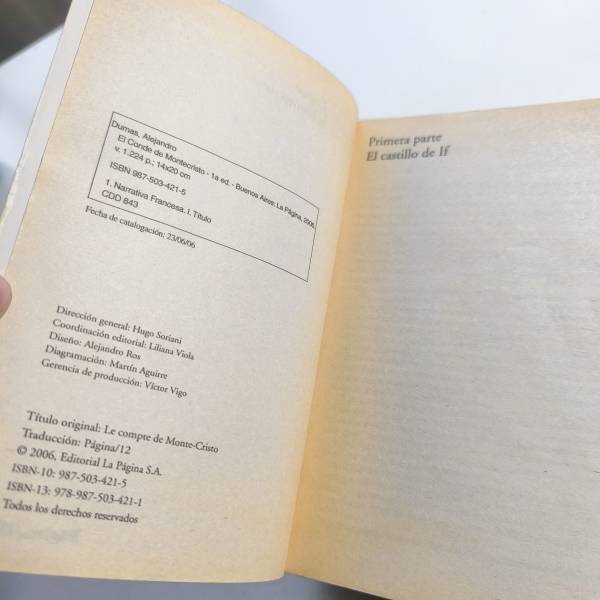 Dumas, Alejandro
El Conde de Montecristo - 1a ed. - Buenos Aires: La Página, 2006.
v. 1.224 p.; 14x20 cm
ISBN 987-503-421-5
1. Narrativa Francesa. I. Título
CDD 843
Fecha de catalogación: 23/06/06
Dirección general: Hugo Soriani
Coordinación editorial: Liliana Viola
Diseño: Alejandro Ros
Diagramación: Martín Aguirre
Gerencia de producción: Víctor Vigo
Título original: Le compte de Monte-Cristo
Traducción: Página/12
© 2006, Editorial La Página S.A.
ISBN-10: 987-503-421-5
ISBN-13: 978-987-503-421-1
Todos los derechos reservados
Primera parte
El castillo de If